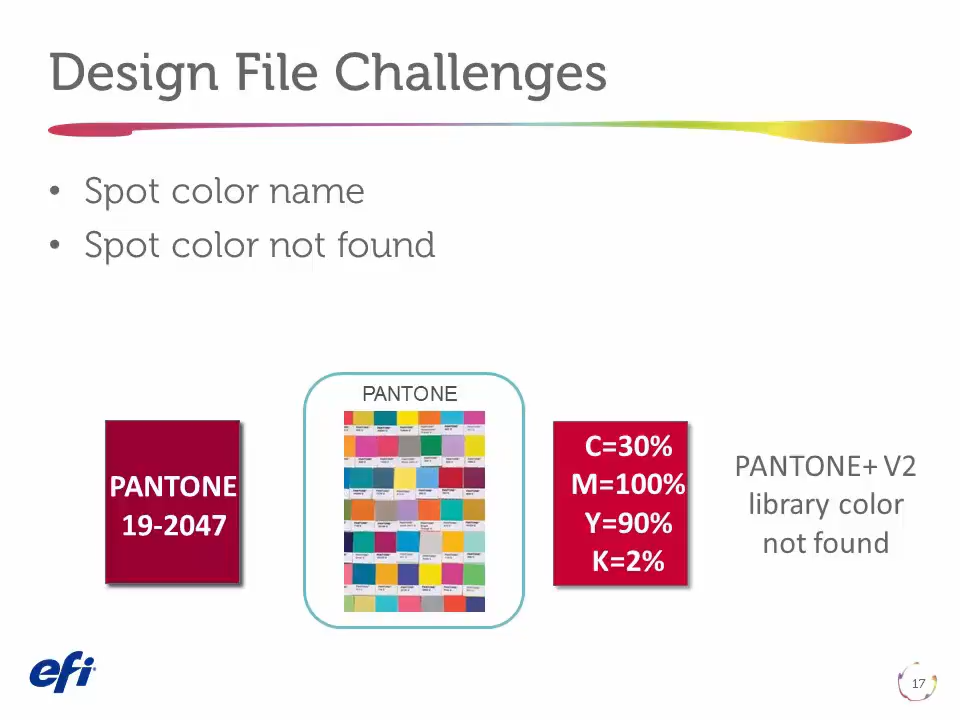 Design File Challenges
• Spot color name
• Spot color not found
PANTONE
19-2047
PANTONE
C=30%
M=100%
Y=90%
K=2%
PANTONE+ V2
library color
not found
efi
17